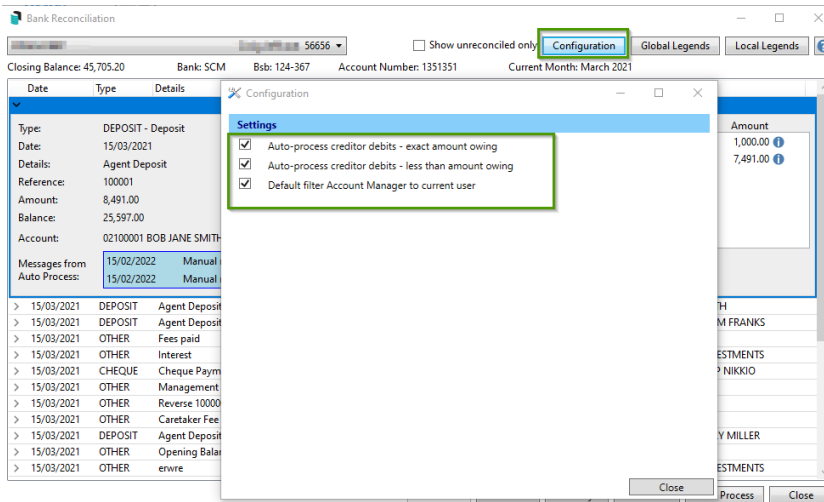 Bank Reconciliation
56656
Show unreconciled only
Configuration
Global Legends
Local Legends
Closing Balance: 45,705.20 Bank: SCM Bsb: 124-367 Account Number: 1351351 Current Month: March 2021
Date Type Details
Configuration
Settings
Auto-process creditor debits - exact amount owing
Auto-process creditor debits - less than amount owing
Default filter Account Manager to current user
Close
Type: DEPOSIT - Deposit
Date: 15/03/2021
Details: Agent Deposit
Reference: 100001
Amount: 8,491.00
Balance: 25,597.00
Account: 02100001 BOB JANE SMITH
Messages from
Auto Process:
15/02/2022 Manual
15/02/2022 Manual
Amount
1,000.00
7,491.00
15/03/2021 DEPOSIT Agent Deposit TH
15/03/2021 DEPOSIT Agent Deposit M FRANKS
15/03/2021 OTHER Fees paid
15/03/2021 OTHER Interest ESTMENTS
15/03/2021 CHEQUE Cheque Paym P NIKKIO
15/03/2021 OTHER Management
15/03/2021 OTHER Reverse 10000
15/03/2021 OTHER Caretaker Fee
15/03/2021 DEPOSIT Agent Deposit Y MILLER
15/03/2021 OTHER Opening Balan
15/03/2021 OTHER erwre ESTMENTS
Process
Close